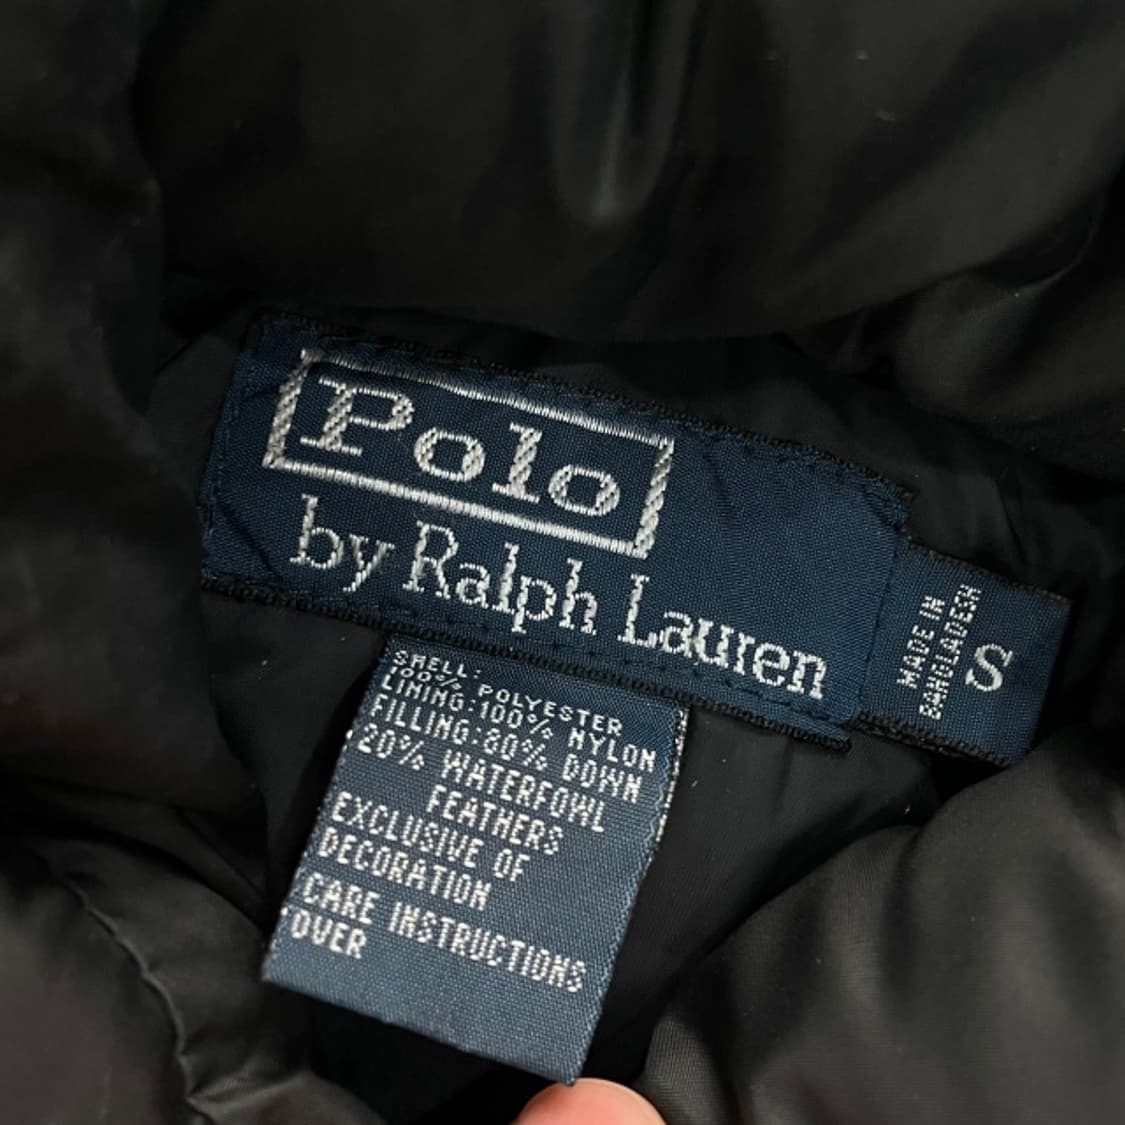 Polo
by Ralph Lauren
MADE IN
BANGLADESH
S
SHELL:
100% POLYESTER
LINING:100% NYLON
FILLING:80% DOWN
20% WATERFOWL
FEATHERS
EXCLUSIVE OF
DECORATION
CARE INSTRUCTIONS
OVER